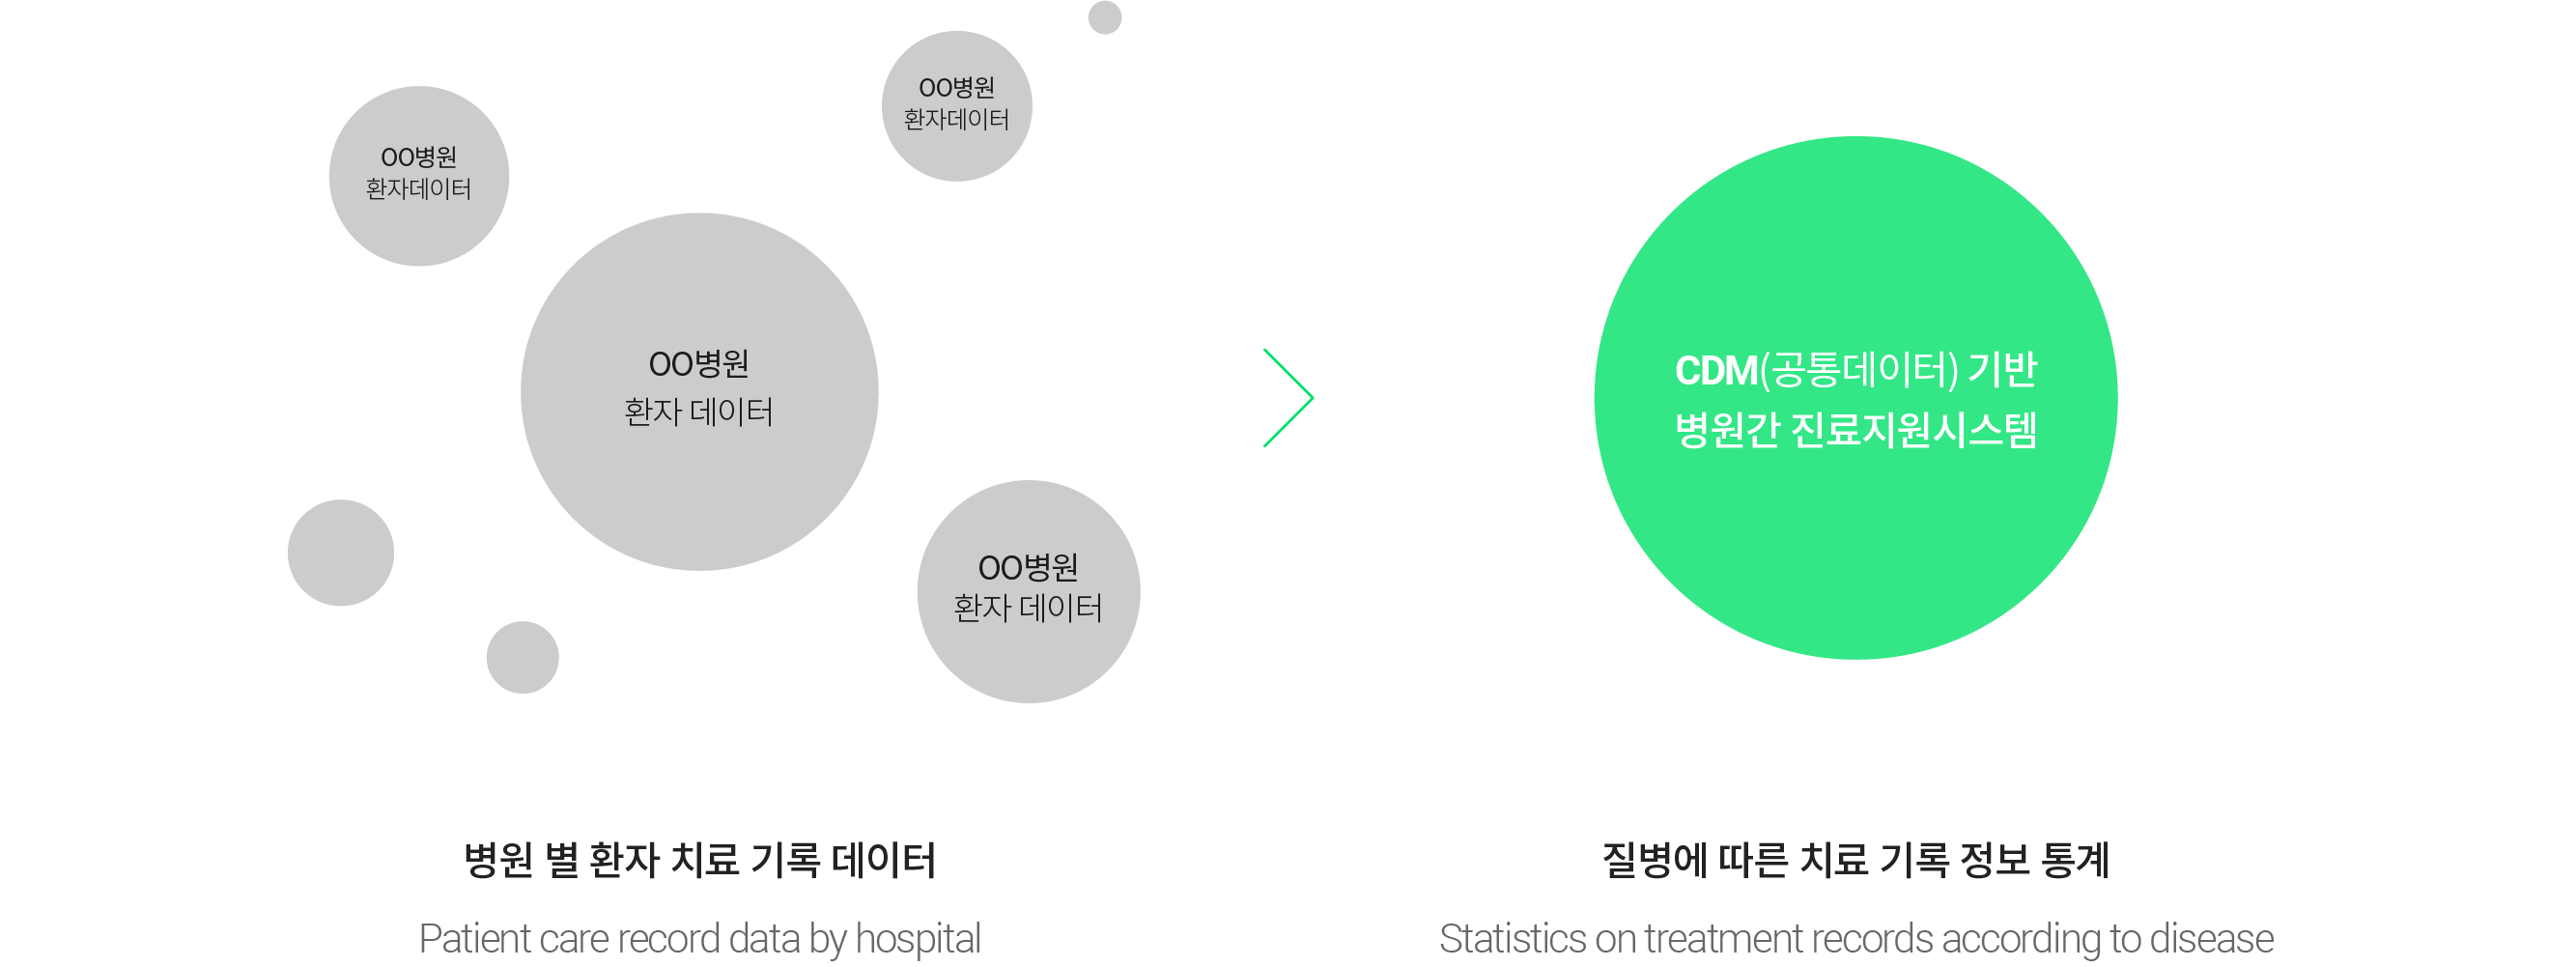 OO병원
환자데이터
OO병원
환자데이터
OO병원
환자 데이터
OO병원
환자 데이터
병원 별 환자 치료 기록 데이터
Patient care record data by hospital
CDM(공통데이터) 기반
병원간 진료지원시스템
질병에 따른 치료 기록 정보 통계
Statistics on treatment records according to disease